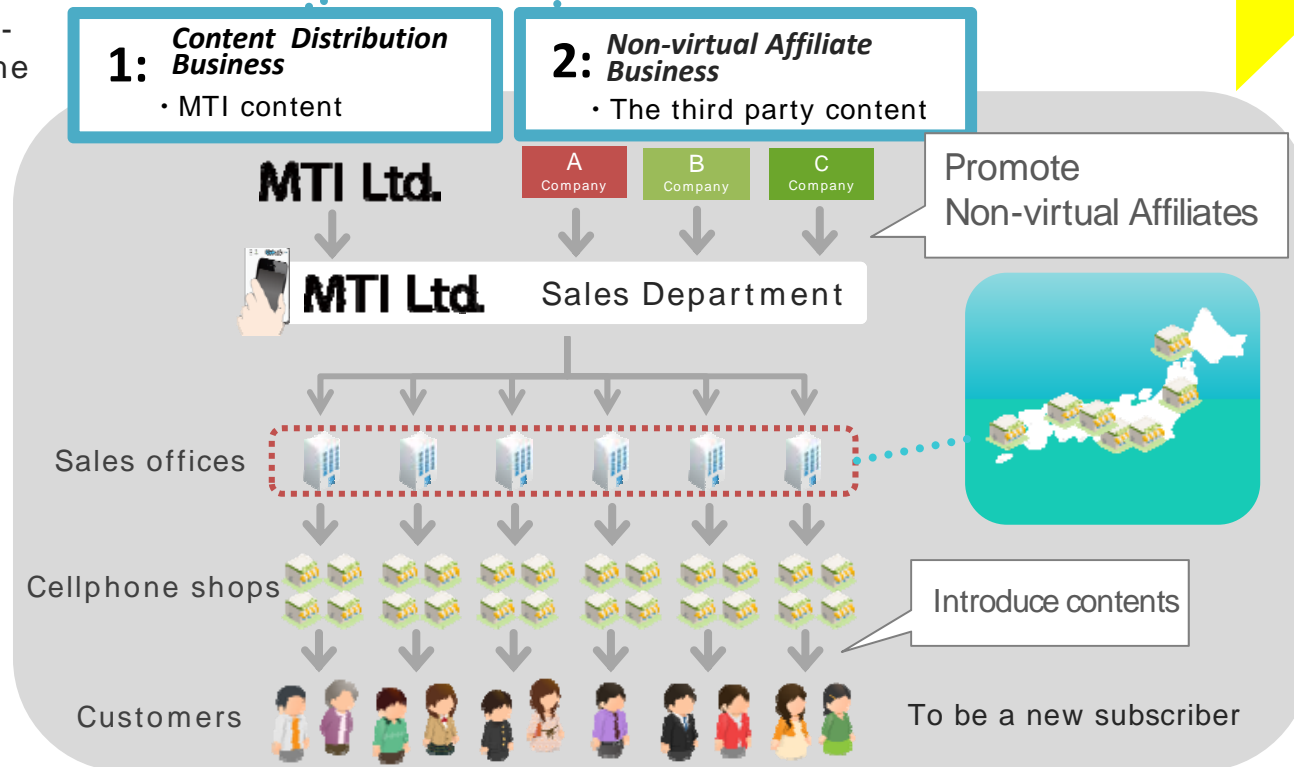 -
ne
1: Content Distribution
Business
・MTI content
2: Non-virtual Affiliate
Business
・The third party content
MTI Ltd.
A
Company
B
Company
C
Company
Promote
Non-virtual Affiliates
MTI Ltd. Sales Department
Sales offices
Cellphone shops
Introduce contents
Customers
To be a new subscriber